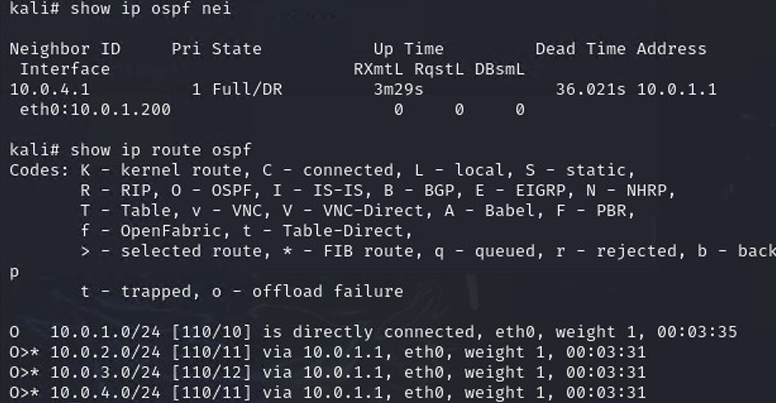 kali# show ip ospf nei
Neighbor ID     Pri State           Up Time         Dead Time Address
 Interface                        RXmtL RqstL DBsmL
10.0.4.1          1 Full/DR         3m29s             36.021s 10.0.1.1
 eth0:10.0.1.200                      0     0     0
kali# show ip route ospf
Codes: K - kernel route, C - connected, L - local, S - static,
       R - RIP, O - OSPF, I - IS-IS, B - BGP, E - EIGRP, N - NHRP,
       T - Table, v - VNC, V - VNC-Direct, A - Babel, F - PBR,
       f - OpenFabric, t - Table-Direct,
       > - selected route, * - FIB route, q - queued, r - rejected, b - back
p
       t - trapped, o - offload failure
O   10.0.1.0/24 [110/10] is directly connected, eth0, weight 1, 00:03:35
O>* 10.0.2.0/24 [110/11] via 10.0.1.1, eth0, weight 1, 00:03:31
O>* 10.0.3.0/24 [110/12] via 10.0.1.1, eth0, weight 1, 00:03:31
O>* 10.0.4.0/24 [110/11] via 10.0.1.1, eth0, weight 1, 00:03:31